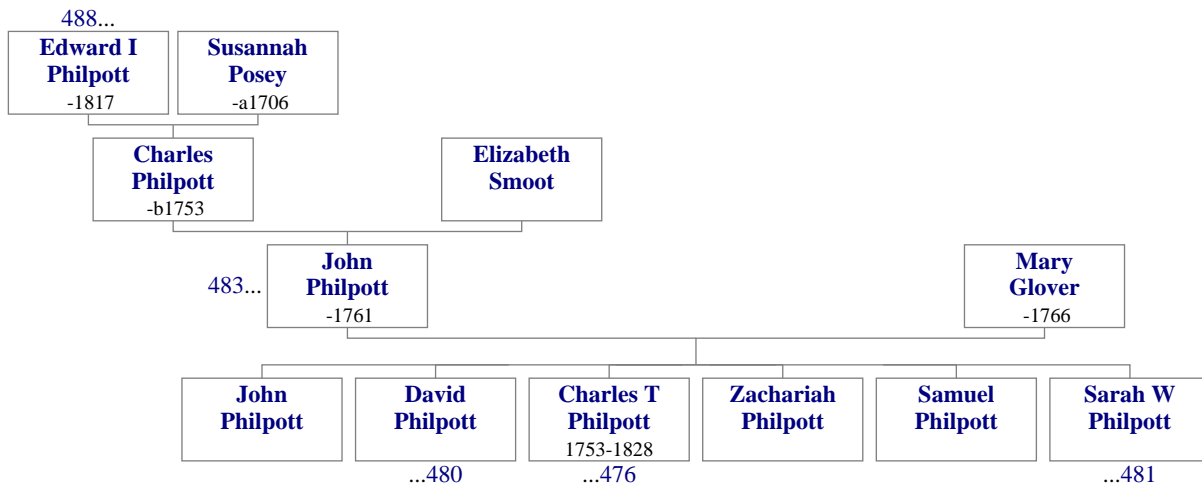 488...
Edward I
Philpott
-1817
Susannah
Posey
-a1706
Charles
Philpott
-b1753
Elizabeth
Smoot
483...
John
Philpott
-1761
Mary
Glover
-1766
John
Philpott
David
Philpott
...480
Charles T
Philpott
1753-1828
...476
Zachariah
Philpott
Samuel
Philpott
Sarah W
Philpott
...481